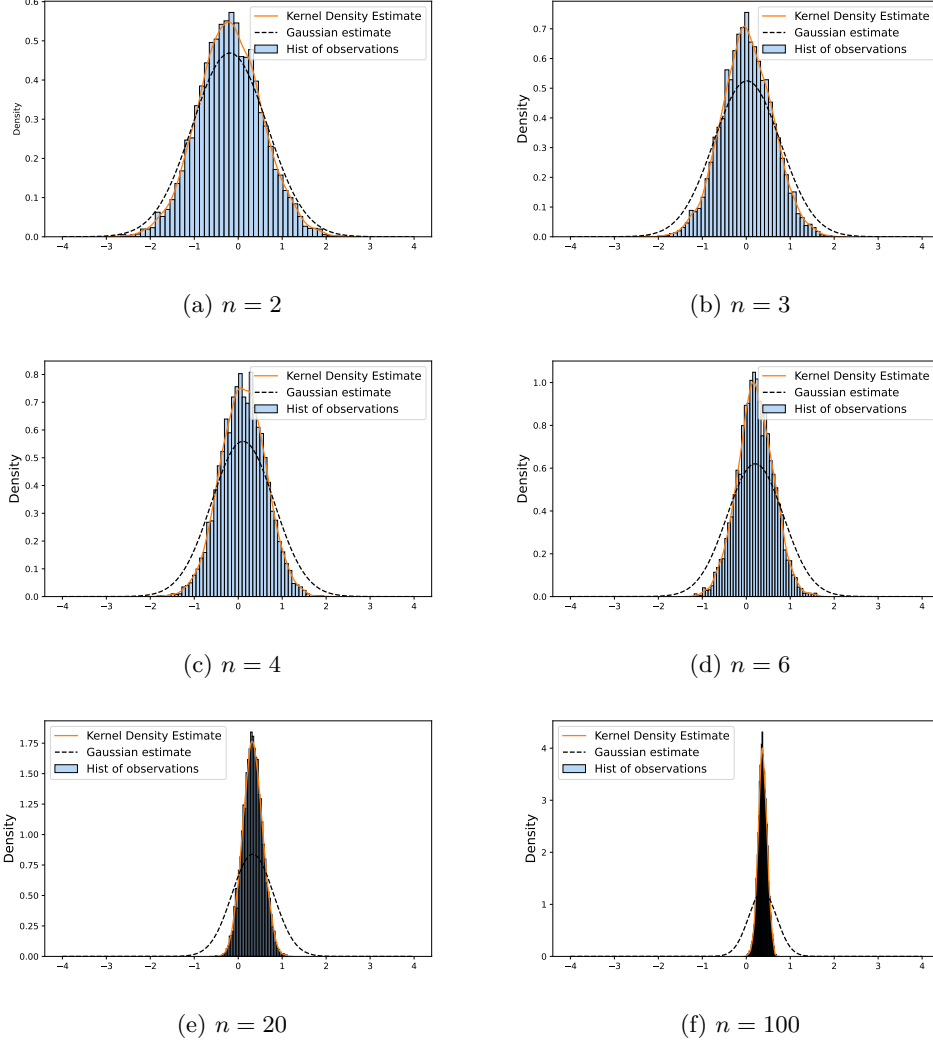 Kernel Density Estimate
Gaussian estimate
Hist of observations
Density
0.6
0.5
0.4
0.3
0.2
0.1
0.0
−4 −3 −2 −1 0 1 2 3 4
(a) n = 2
Kernel Density Estimate
Gaussian estimate
Hist of observations
Density
0.7
0.6
0.5
0.4
0.3
0.2
0.1
0.0
−4 −3 −2 −1 0 1 2 3 4
(b) n = 3
Kernel Density Estimate
Gaussian estimate
Hist of observations
Density
0.8
0.7
0.6
0.5
0.4
0.3
0.2
0.1
0.0
−4 −3 −2 −1 0 1 2 3 4
(c) n = 4
Kernel Density Estimate
Gaussian estimate
Hist of observations
Density
1.0
0.8
0.6
0.4
0.2
0.0
−4 −3 −2 −1 0 1 2 3 4
(d) n = 6
Kernel Density Estimate
Gaussian estimate
Hist of observations
Density
1.75
1.50
1.25
1.00
0.75
0.50
0.25
0.00
−4 −3 −2 −1 0 1 2 3 4
(e) n = 20
Kernel Density Estimate
Gaussian estimate
Hist of observations
Density
4
3
2
1
0
−4 −3 −2 −1 0 1 2 3 4
(f) n = 100